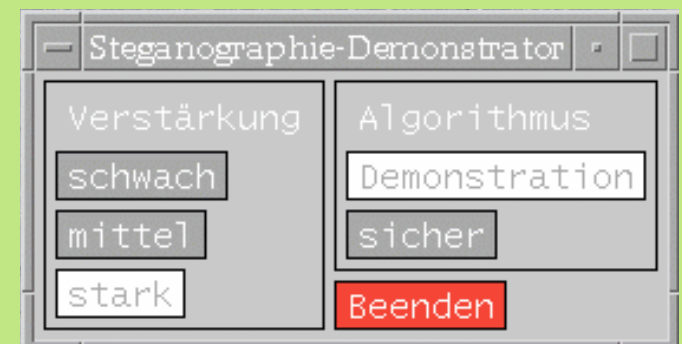 Steganographie-Demonstrator
Verstärkung
schwach
mittel
stark
Algorithmus
Demonstration
sicher
Beenden